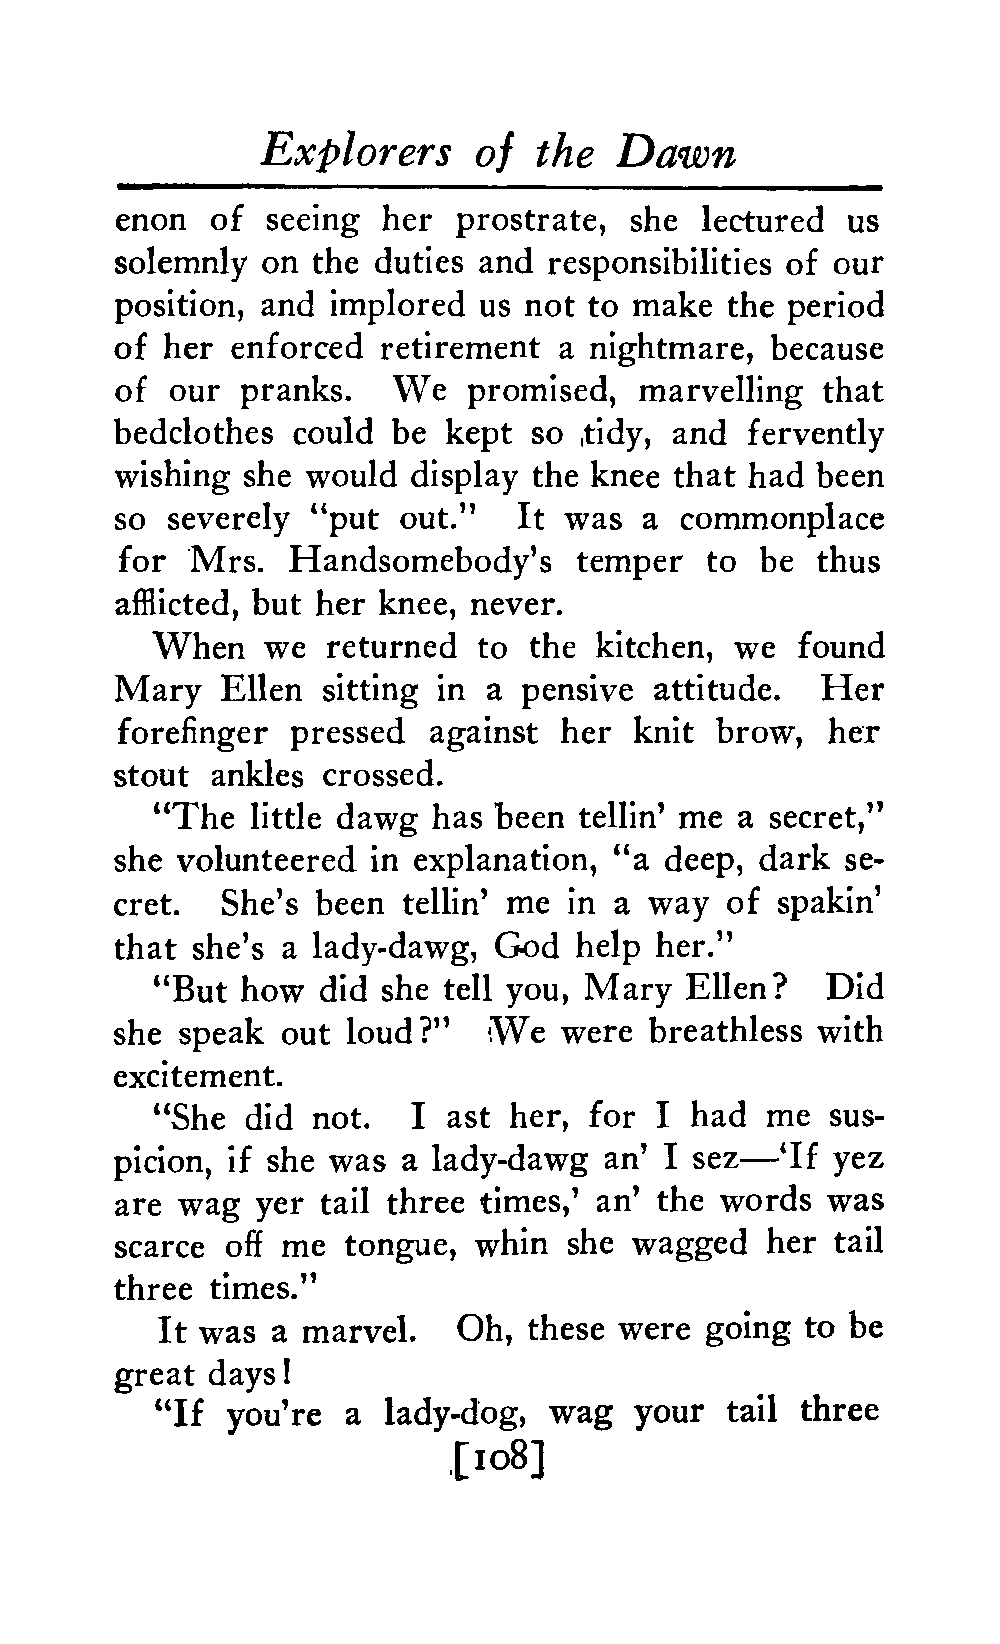 Explorers of the Dawn
enon of seeing her prostrate, she lectured us
solemnly on the duties and responsibilities of our
position, and implored us not to make the period
of her enforced retirement a nightmare, because
of our pranks. We promised, marvelling that
bedclothes could be kept so tidy, and fervently
wishing she would display the knee that had been
so severely "put out." It was a commonplace
for Mrs. Handsomebody's temper to be thus
afflicted, but her knee, never.
When we returned to the kitchen, we found
Mary Ellen sitting in a pensive attitude. Her
forefinger pressed against her knit brow, her
stout ankles crossed.
"The little dawg has been tellin' me a secret,"
she volunteered in explanation, "a deep, dark se-
cret. She's been tellin' me in a way of spakin'
that she's a lady-dawg, God help her."
"But how did she tell you, Mary Ellen? Did
she speak out loud?" We were breathless with
excitement.
"She did not. I ast her, for I had me sus-
picion, if she was a lady-dawg an' I sez—'If yez
are wag yer tail three times,' an' the words was
scarce off me tongue, whin she wagged her tail
three times."
It was a marvel. Oh, these were going to be
great days!
"If you're a lady-dog, wag your tail three
[108]